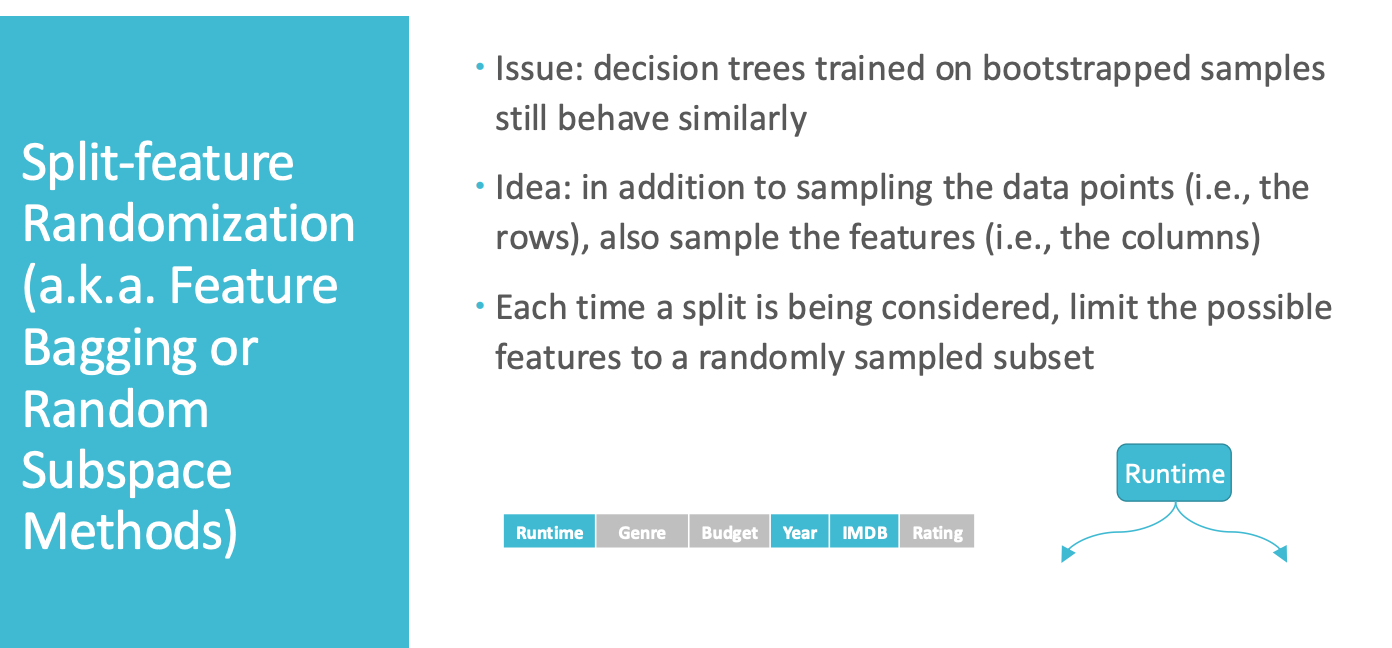 Split-feature
Randomization
(a.k.a. Feature
Bagging or
Random
Subspace
Methods)
• Issue: decision trees trained on bootstrapped samples
still behave similarly
• Idea: in addition to sampling the data points (i.e., the
rows), also sample the features (i.e., the columns)
• Each time a split is being considered, limit the possible
features to a randomly sampled subset
Runtime Genre Budget Year IMDB Rating
Runtime